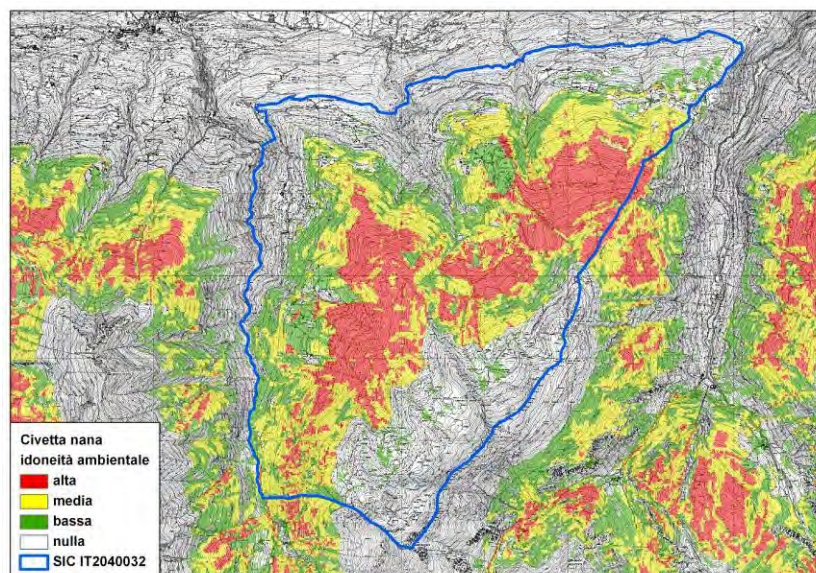 Civetta nana
idoneità ambientale
alta
media
bassa
nulla
SIC IT2040032